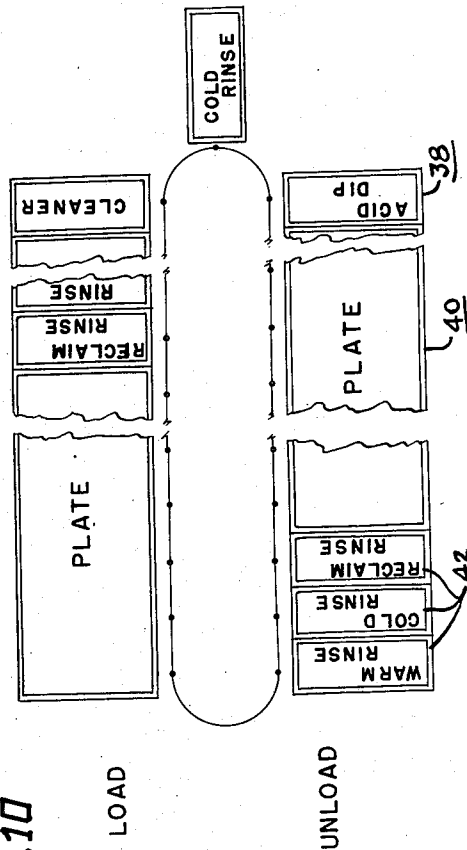 .10
LOAD
PLATE
RECLAIM
RINSE
RINSE
CLEANER
COLD
RINSE
UNLOAD
WARM
RINSE
COLD
RINSE
RECLAIM
RINSE
PLATE
ACID
DIP
42
40
38